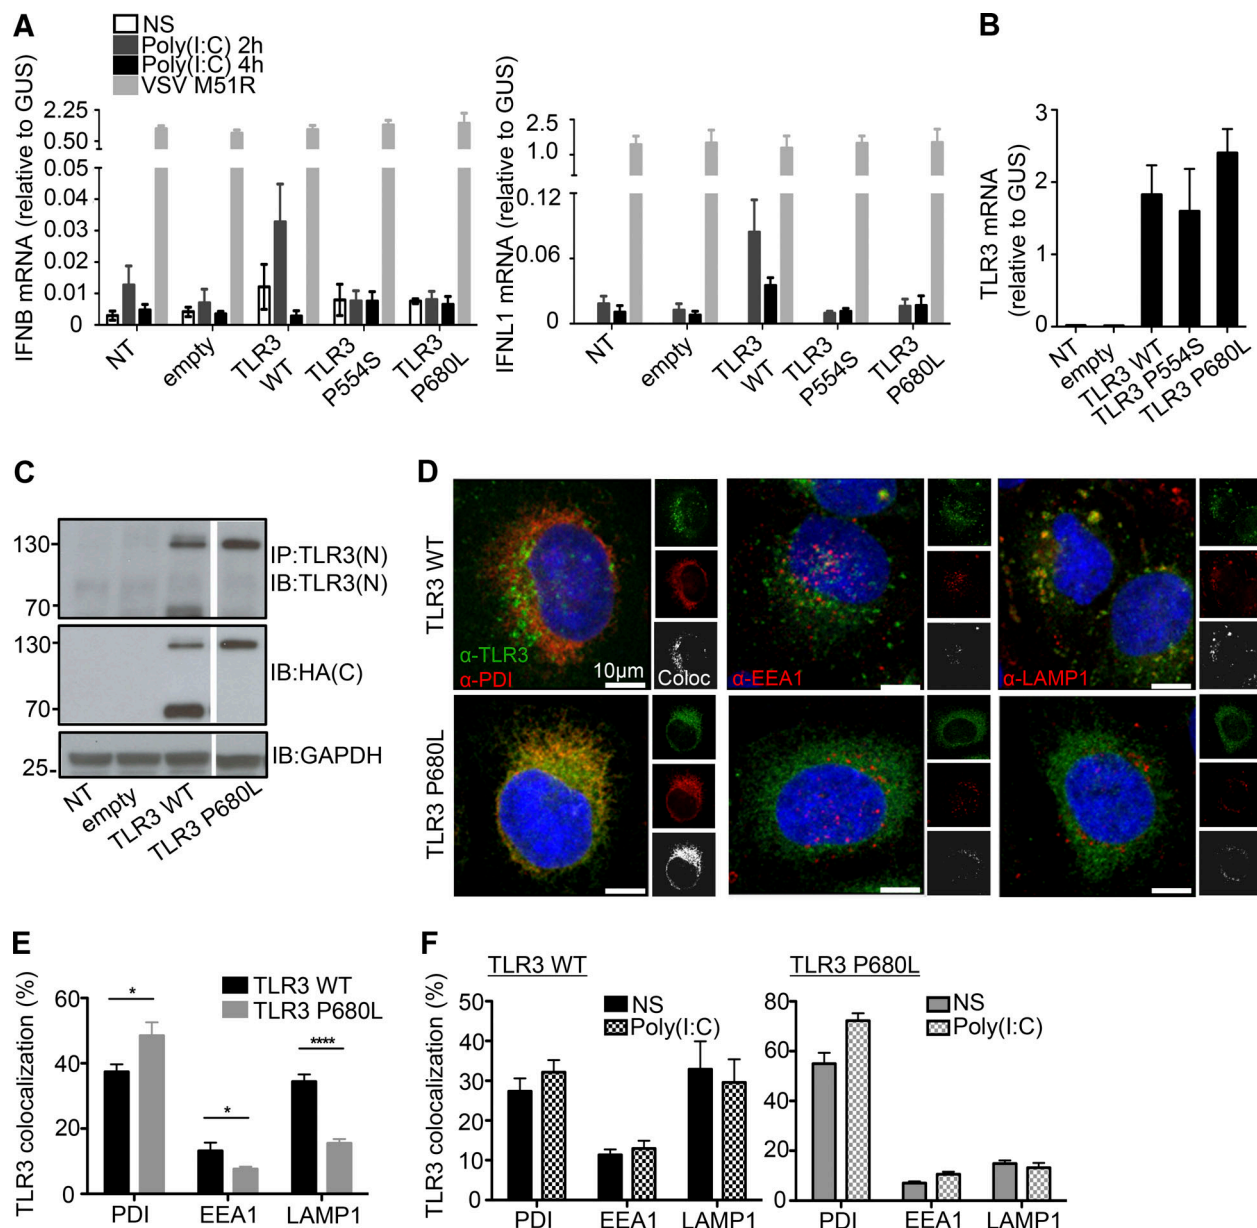 A
NS
Poly(I:C) 2h
Poly(I:C) 4h
VSV M51R
IFNB mRNA (relative to GUS)
2.25
0.50
0.05
0.04
0.03
0.02
0.01
0
NT
empty
TLR3 WT
TLR3 P554S
TLR3 P680L
IFNL1 mRNA (relative to GUS)
2.5
1.0
0.12
0.06
0
NT
empty
TLR3 WT
TLR3 P554S
TLR3 P680L
B
TLR3 mRNA
(relative to GUS)
3
2
1
0
NT
empty
TLR3 WT
TLR3 P554S
TLR3 P680L
C
130
70
IP:TLR3(N)
IB:TLR3(N)
130
70
IB:HA(C)
25
IB:GAPDH
NT
empty
TLR3 WT
TLR3 P680L
D
TLR3 WT
α-TLR3
α-PDI
10µm
Coloc
α-EEA1
α-LAMP1
TLR3 P680L
E
TLR3 colocalization (%)
60
40
20
0
TLR3 WT
TLR3 P680L
*
*
****
PDI
EEA1
LAMP1
F
TLR3 WT
TLR3 colocalization (%)
50
40
30
20
10
0
NS
Poly(I:C)
PDI
EEA1
LAMP1
TLR3 P680L
80
60
40
20
0
NS
Poly(I:C)
PDI
EEA1
LAMP1